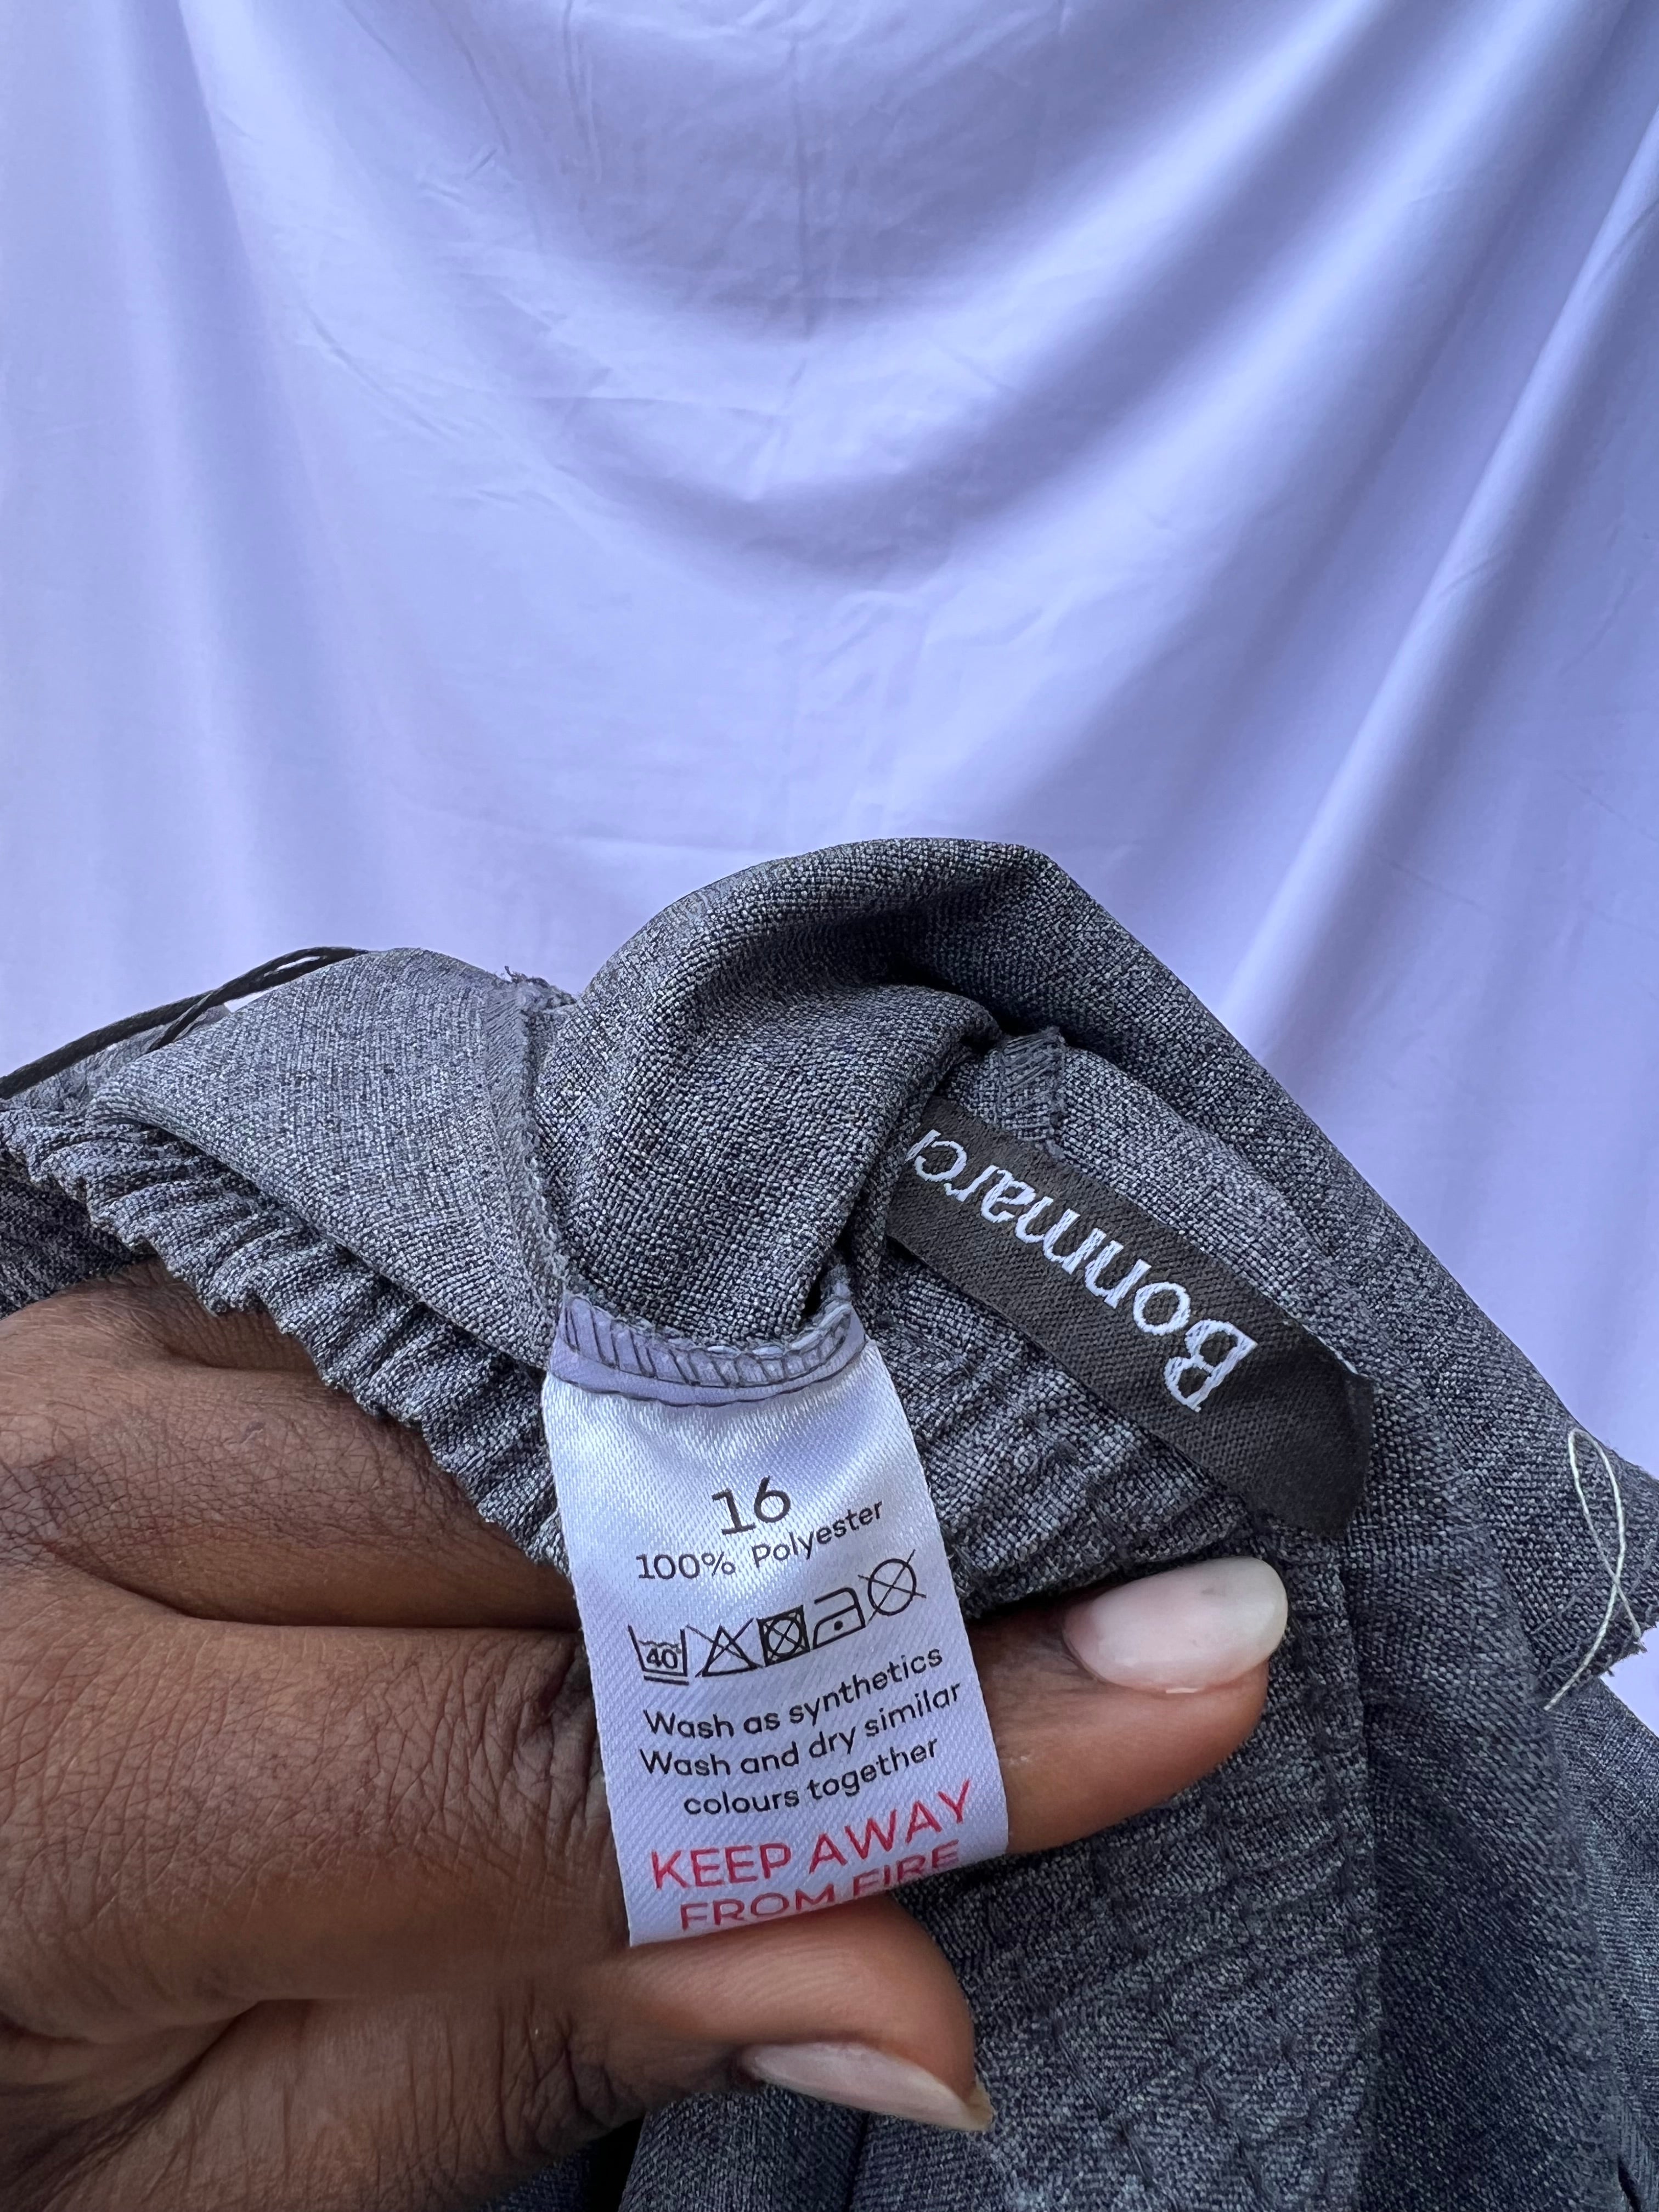 Bonmarc
16
100% Polyester
40
Wash as synthetics
Wash and dry similar
colours together
KEEP AWAY
FROM FIRE